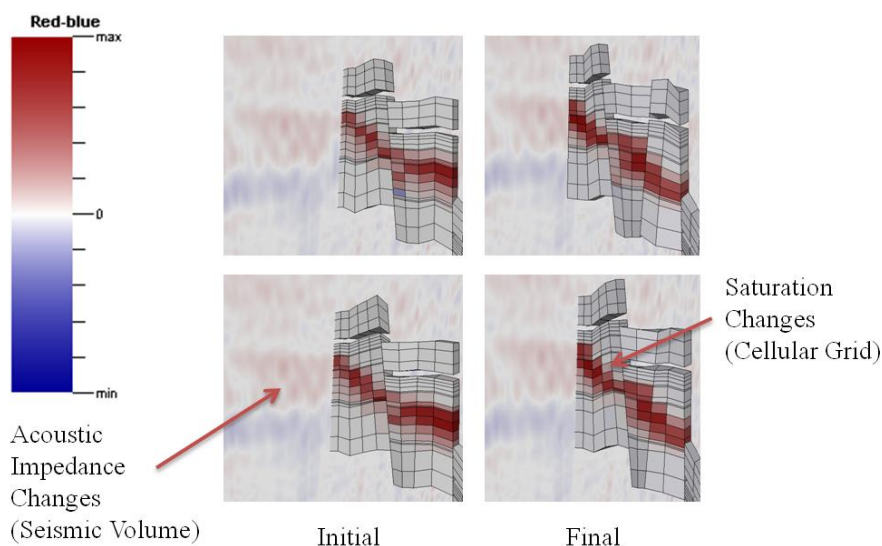 Red-blue
max
0
min
Saturation
Changes
(Cellular Grid)
Acoustic
Impedance
Changes
(Seismic Volume)
Initial
Final